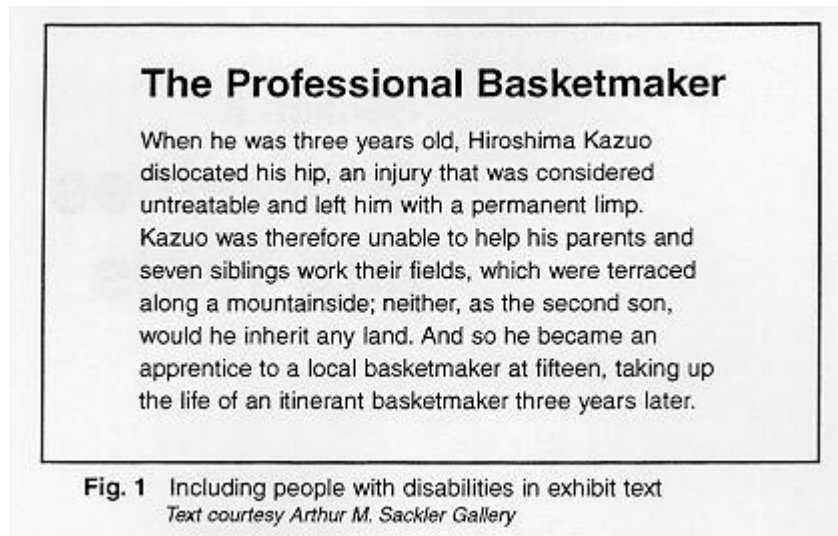 The Professional Basketmaker
When he was three years old, Hiroshima Kazuo
dislocated his hip, an injury that was considered
untreatable and left him with a permanent limp.
Kazuo was therefore unable to help his parents and
seven siblings work their fields, which were terraced
along a mountainside; neither, as the second son,
would he inherit any land. And so he became an
apprentice to a local basketmaker at fifteen, taking up
the life of an itinerant basketmaker three years later.
Fig. 1 Including people with disabilities in exhibit text
Text courtesy Arthur M. Sackler Gallery